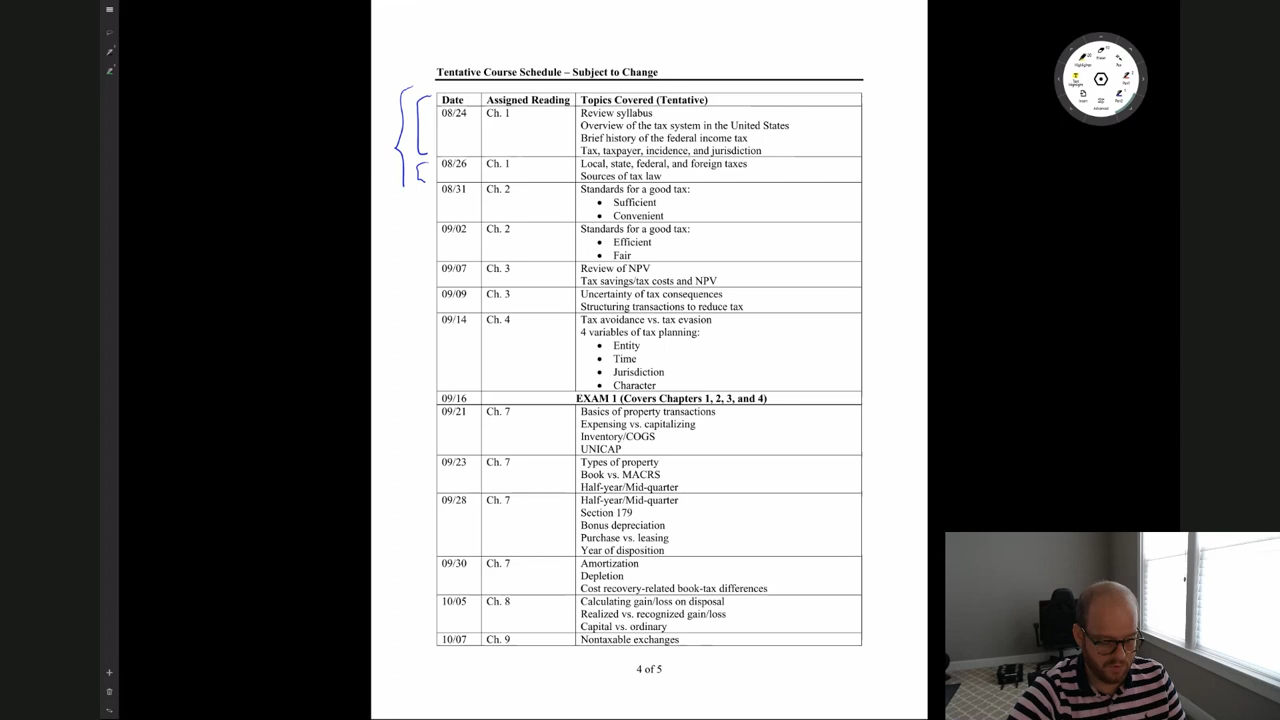 Tentative Course Schedule – Subject to Change
Date Assigned Reading Topics Covered (Tentative)
08/24 Ch. 1 Review syllabus
Overview of the tax system in the United States
Brief history of the federal income tax
Tax, taxpayer, incidence, and jurisdiction
08/26 Ch. 1 Local, state, federal, and foreign taxes
Sources of tax law
08/31 Ch. 2 Standards for a good tax:
• Sufficient
• Convenient
09/02 Ch. 2 Standards for a good tax:
• Efficient
• Fair
09/07 Ch. 3 Review of NPV
Tax savings/tax costs and NPV
09/09 Ch. 3 Uncertainty of tax consequences
Structuring transactions to reduce tax
09/14 Ch. 4 Tax avoidance vs. tax evasion
4 variables of tax planning:
• Entity
• Time
• Jurisdiction
• Character
09/16 EXAM 1 (Covers Chapters 1, 2, 3, and 4)
09/21 Ch. 7 Basics of property transactions
Expensing vs. capitalizing
Inventory/COGS
UNICAP
09/23 Ch. 7 Types of property
Book vs. MACRS
Half-year/Mid-quarter
09/28 Ch. 7 Half-year/Mid-quarter
Section 179
Bonus depreciation
Purchase vs. leasing
Year of disposition
09/30 Ch. 7 Amortization
Depletion
Cost recovery-related book-tax differences
10/05 Ch. 8 Calculating gain/loss on disposal
Realized vs. recognized gain/loss
Capital vs. ordinary
10/07 Ch. 9 Nontaxable exchanges
4 of 5